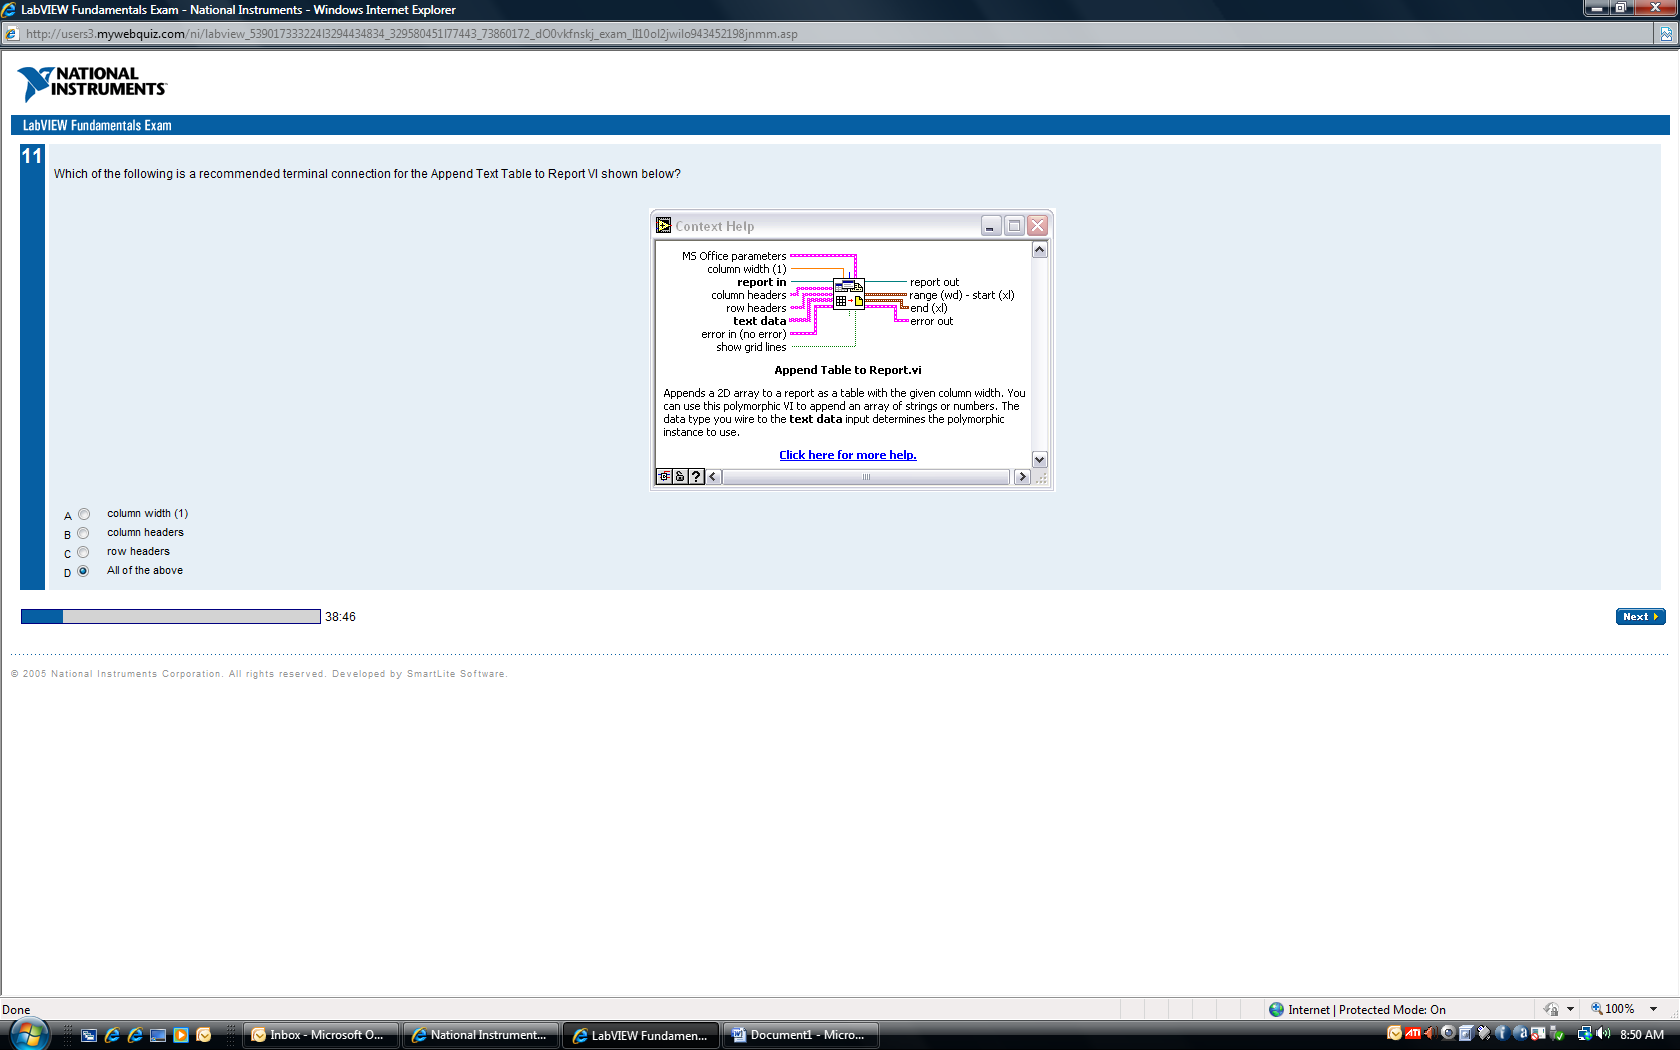 LabVIEW Fundamentals Exam - National Instruments - Windows Internet Explorer
NATIONAL
INSTRUMENTS
LabVIEW Fundamentals Exam
11
Which of the following is a recommended terminal connection for the Append Text Table to Report VI shown below?
Context Help
MS Office parameters
column width (1)
report in
report out
column headers
range (wd) - start (xl)
row headers
end (xl)
text data
error out
error in (no error)
show grid lines
Append Table to Report.vi
Appends a 2D array to a report as a table with the given column width. You
can use this polymorphic VI to append an array of strings or numbers. The
data type you wire to the text data input determines the polymorphic
instance to use.
Click here for more help.
A column width (1)
B column headers
C row headers
D All of the above
38:46
Next
© 2005 National Instruments Corporation. All rights reserved. Developed by SmartLite Software.
Done
Internet | Protected Mode: On
100%
Inbox - Microsoft O...
National Instrument...
LabVIEW Fundamen...
Document1 - Micro...
8:50 AM